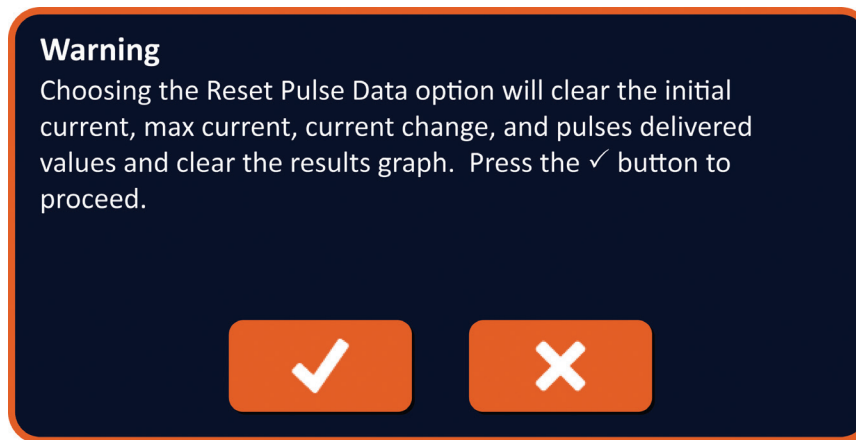 Warning
Choosing the Reset Pulse Data option will clear the initial
current, max current, current change, and pulses delivered
values and clear the results graph.  Press the ✓ button to
proceed.